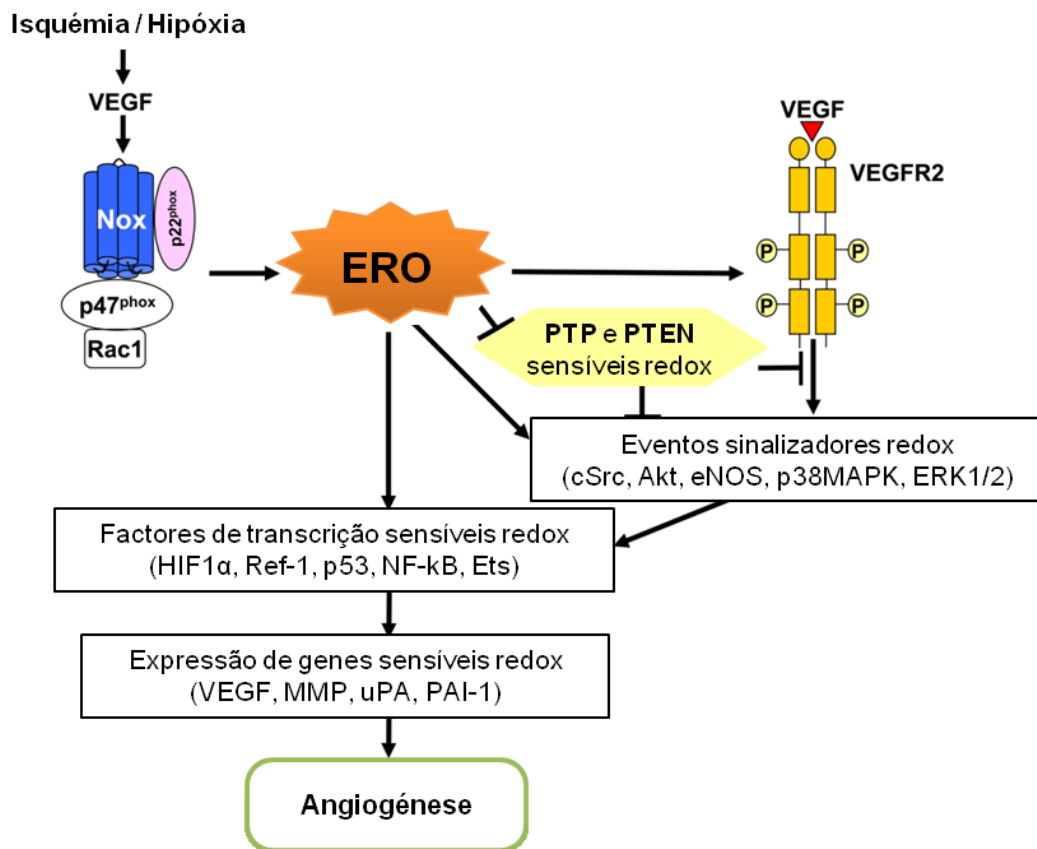 Isquémia / Hipóxia
VEGF
Nox
p22phox
p47phox
Rac1
ERO
VEGF
VEGFR2
P
P
P
P
PTP e PTEN
sensíveis redox
Eventos sinalizadores redox
(cSrc, Akt, eNOS, p38MAPK, ERK1/2)
Factores de transcrição sensíveis redox
(HIF1α, Ref-1, p53, NF-kB, Ets)
Expressão de genes sensíveis redox
(VEGF, MMP, uPA, PAI-1)
Angiogénese